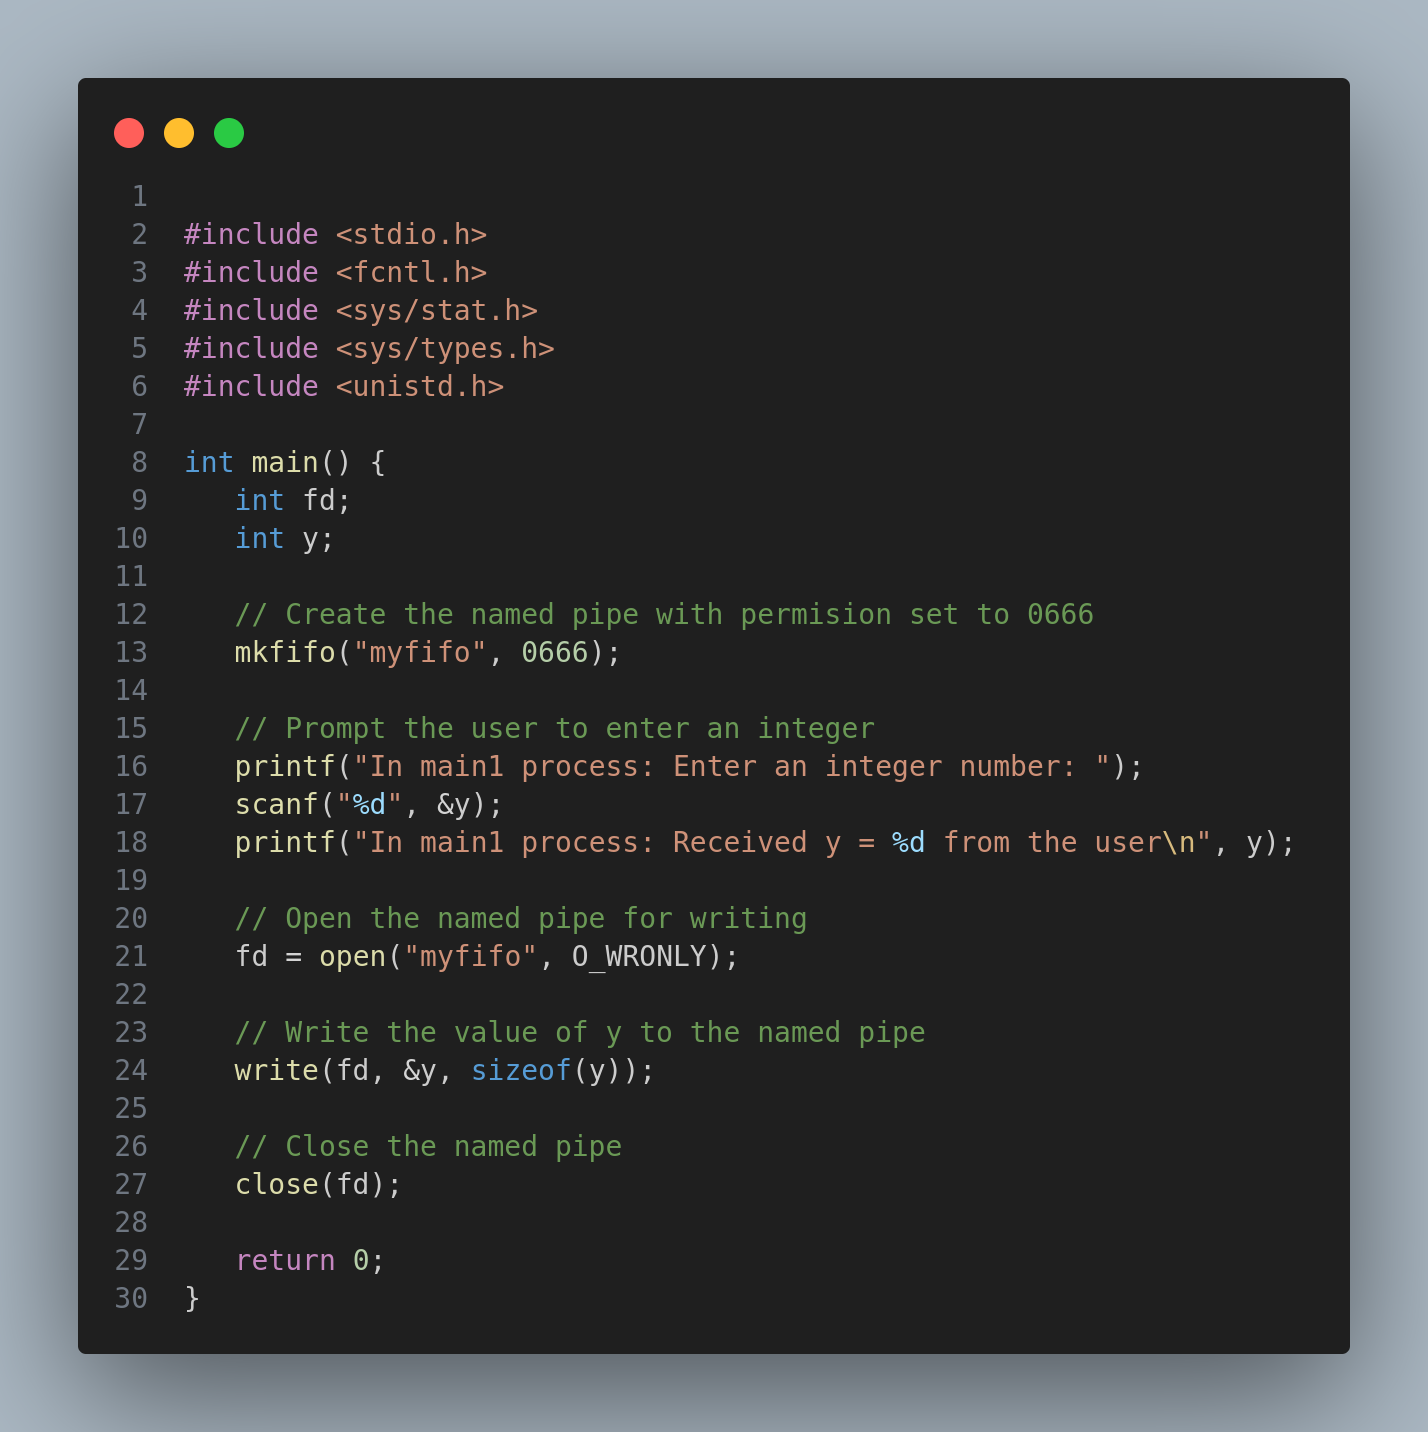 1
2 #include <stdio.h>
3 #include <fcntl.h>
4 #include <sys/stat.h>
5 #include <sys/types.h>
6 #include <unistd.h>
7
8 int main() {
9    int fd;
10    int y;
11
12    // Create the named pipe with permision set to 0666
13    mkfifo("myfifo", 0666);
14
15    // Prompt the user to enter an integer
16    printf("In main1 process: Enter an integer number: ");
17    scanf("%d", &y);
18    printf("In main1 process: Received y = %d from the user\n", y);
19
20    // Open the named pipe for writing
21    fd = open("myfifo", O_WRONLY);
22
23    // Write the value of y to the named pipe
24    write(fd, &y, sizeof(y));
25
26    // Close the named pipe
27    close(fd);
28
29    return 0;
30 }